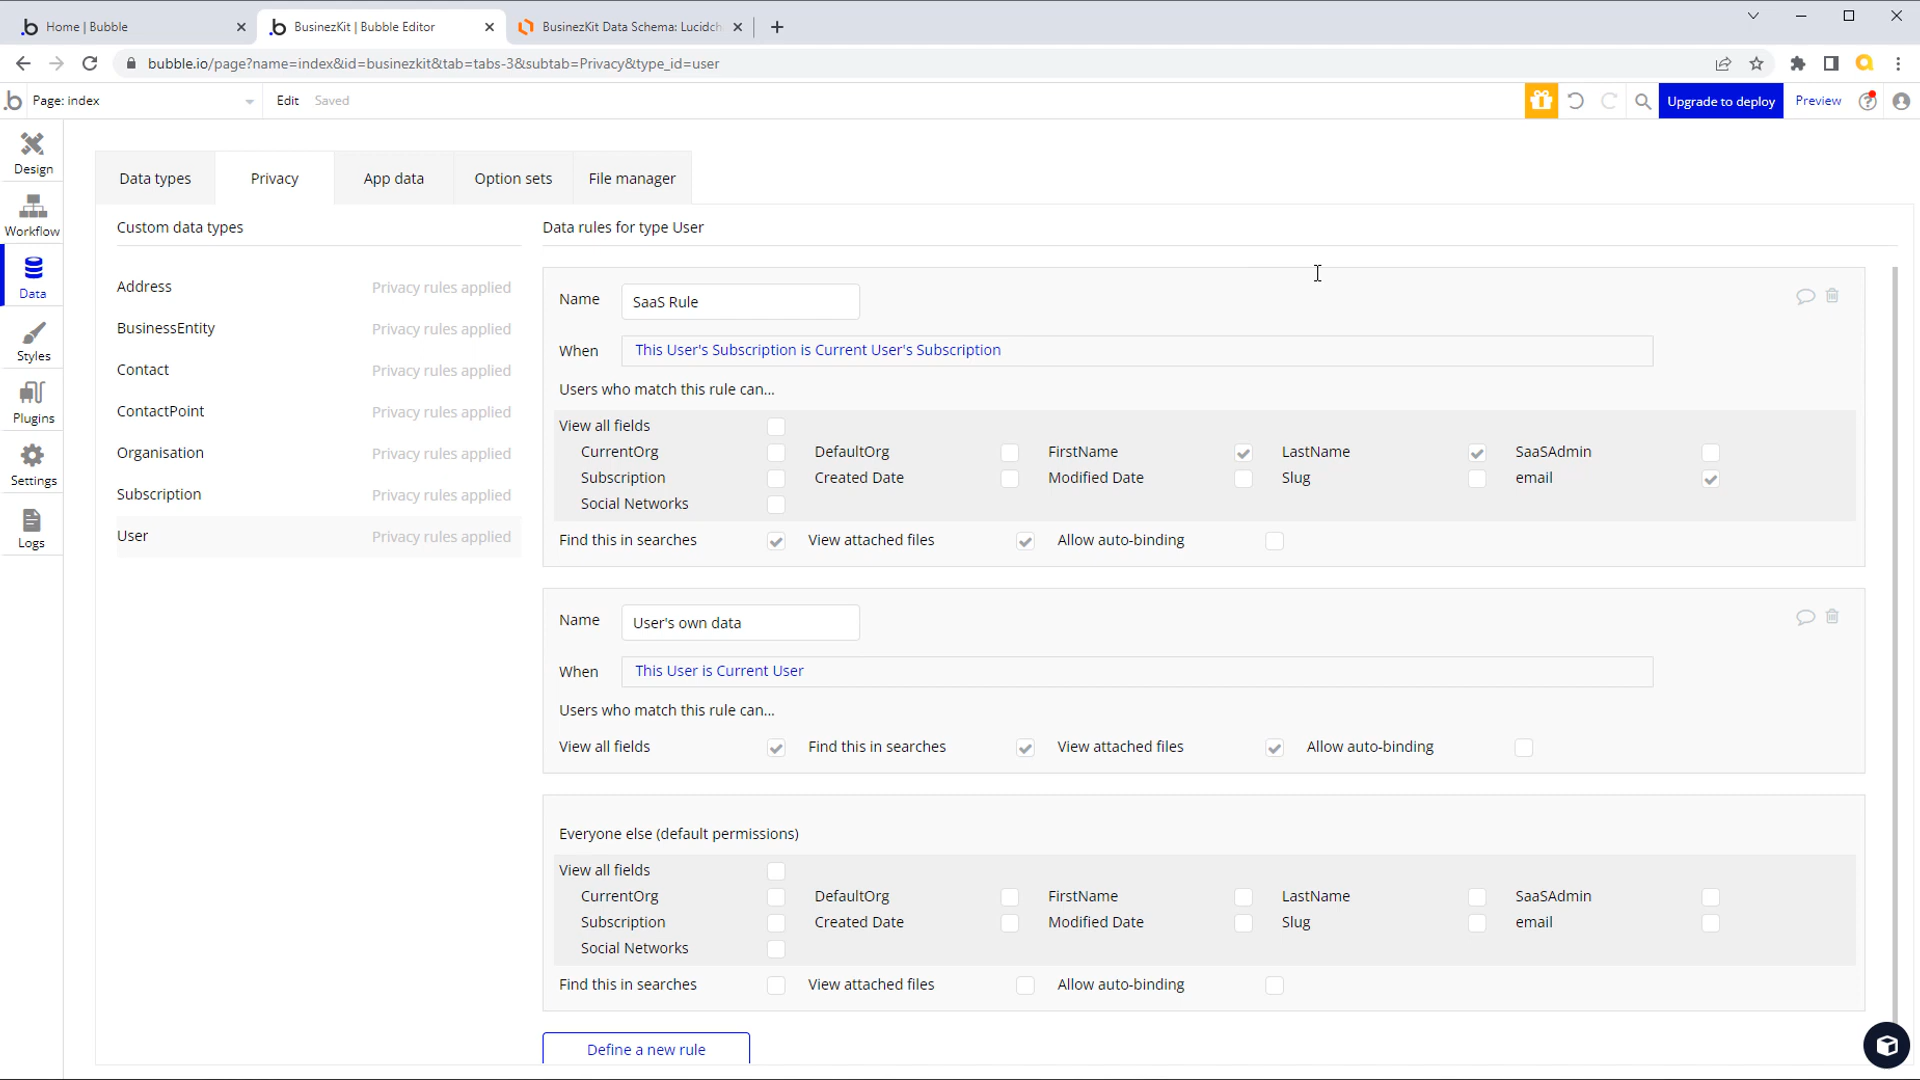 Home | Bubble
BusinezKit | Bubble Editor
BusinezKit Data Schema: Lucidch
bubble.io/page?name=index&id=businezkit&tab=tabs-3&subtab=Privacy&type_id=user
Page: index
Edit
Saved
Upgrade to deploy
Preview
Design
Workflow
Data
Styles
Plugins
Settings
Logs
Data types
Privacy
App data
Option sets
File manager
Custom data types
Address Privacy rules applied
BusinessEntity Privacy rules applied
Contact Privacy rules applied
ContactPoint Privacy rules applied
Organisation Privacy rules applied
Subscription Privacy rules applied
User Privacy rules applied
Data rules for type User
Name SaaS Rule
When This User's Subscription is Current User's Subscription
Users who match this rule can...
View all fields
CurrentOrg DefaultOrg FirstName LastName SaaSAdmin
Subscription Created Date Modified Date Slug email
Social Networks
Find this in searches View attached files Allow auto-binding
Name User's own data
When This User is Current User
Users who match this rule can...
View all fields Find this in searches View attached files Allow auto-binding
Everyone else (default permissions)
View all fields
CurrentOrg DefaultOrg FirstName LastName SaaSAdmin
Subscription Created Date Modified Date Slug email
Social Networks
Find this in searches View attached files Allow auto-binding
Define a new rule